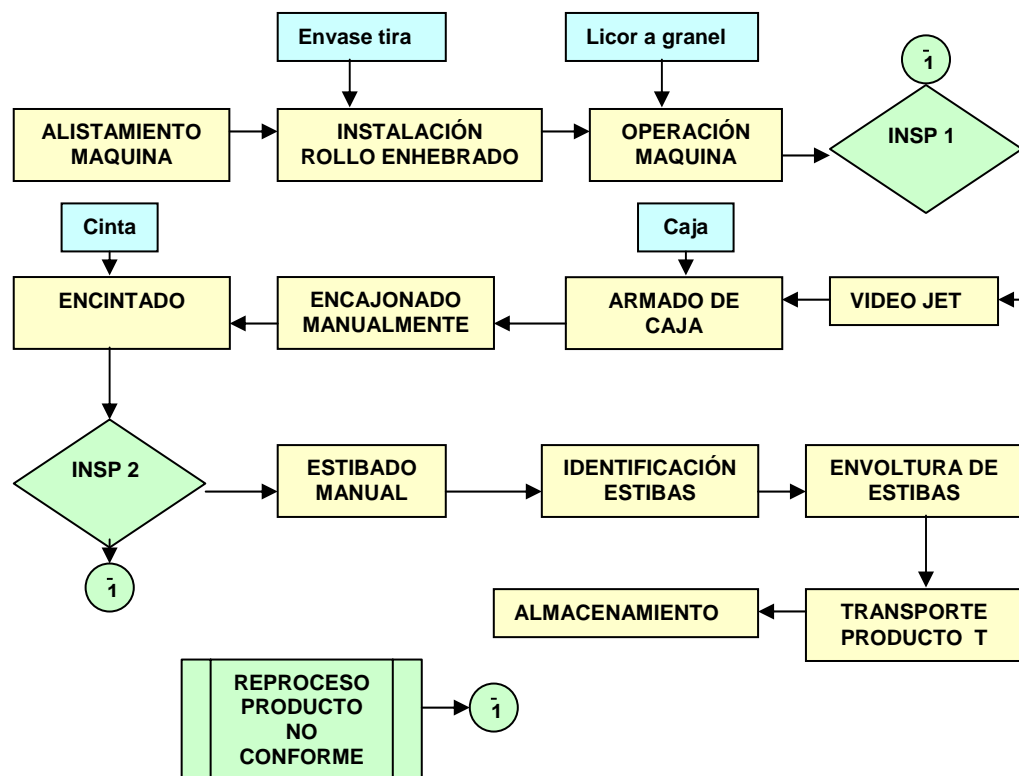 Envase tira
Licor a granel
-
1
ALISTAMIENTO
MAQUINA
INSTALACIÓN
ROLLO ENHEBRADO
OPERACIÓN
MAQUINA
INSP 1
Cinta
Caja
ENCINTADO
ENCAJONADO
MANUALMENTE
ARMADO DE
CAJA
VIDEO JET
INSP 2
ESTIBADO
MANUAL
IDENTIFICACIÓN
ESTIBAS
ENVOLTURA DE
ESTIBAS
-
1
ALMACENAMIENTO
TRANSPORTE
PRODUCTO T
REPROCESO
PRODUCTO
NO
CONFORME
-
1